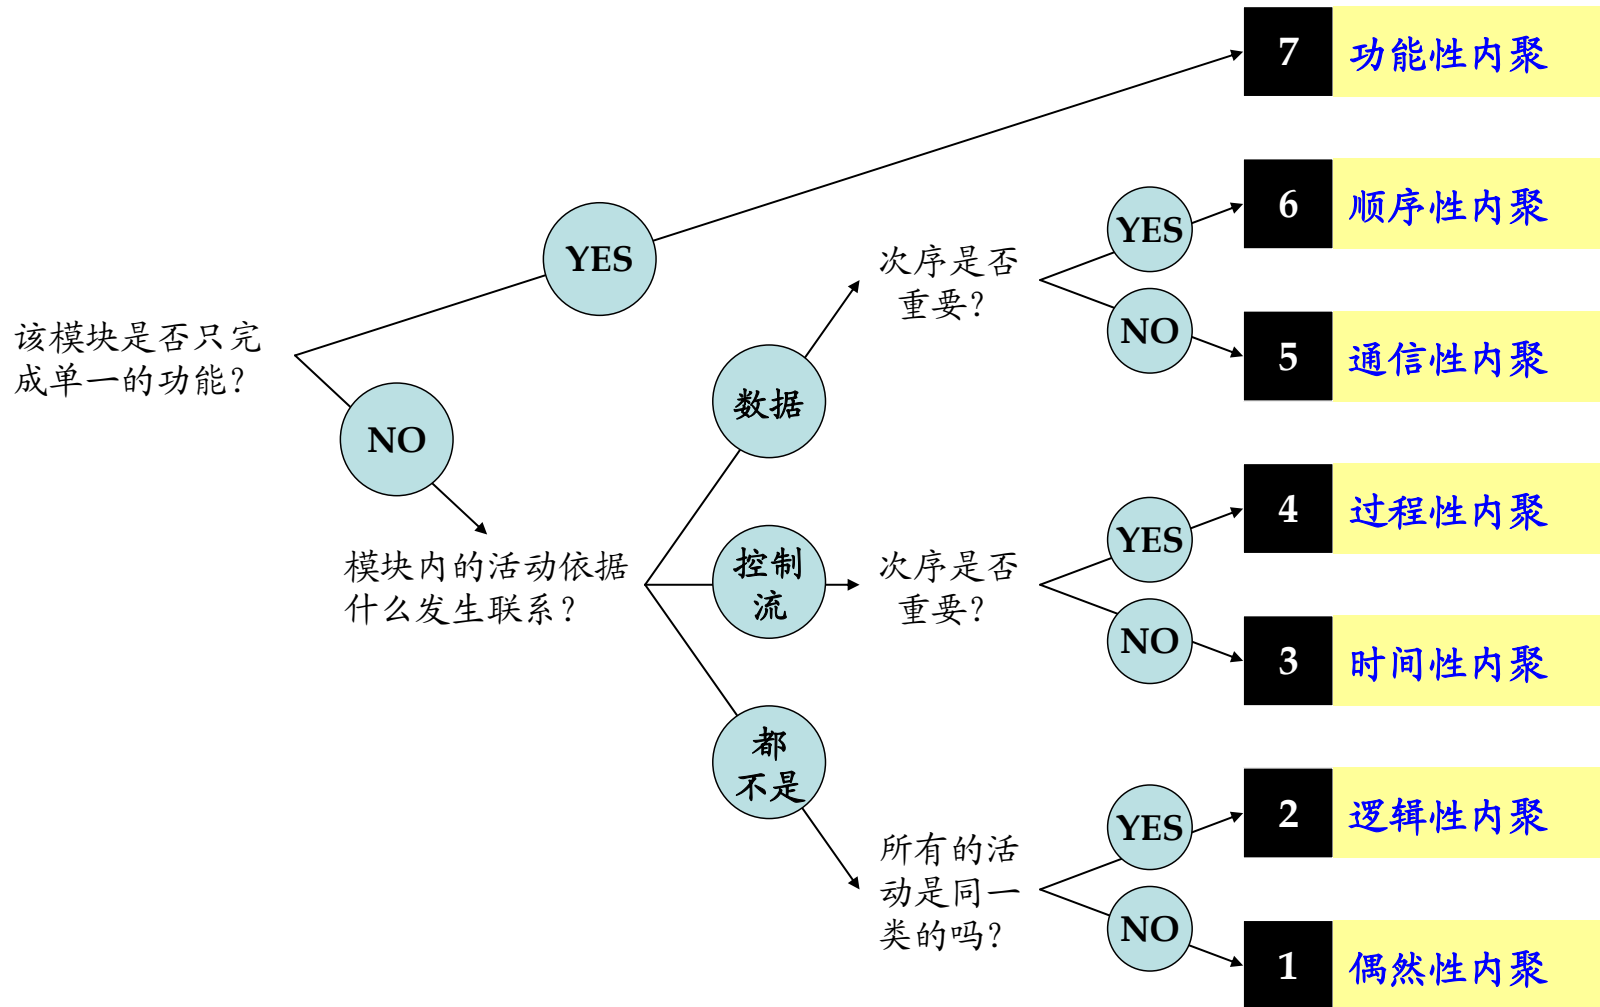 7 功能性内聚
YES
6 顺序性内聚
YES
次序是否
重要?
NO
5 通信性内聚
该模块是否只完
成单一的功能?
NO
数据
4 过程性内聚
YES
模块内的活动依据
什么发生联系?
控制
流
次序是否
重要?
NO
3 时间性内聚
都
不是
2 逻辑性内聚
YES
所有的活
动是同一
类的吗?
NO
1 偶然性内聚